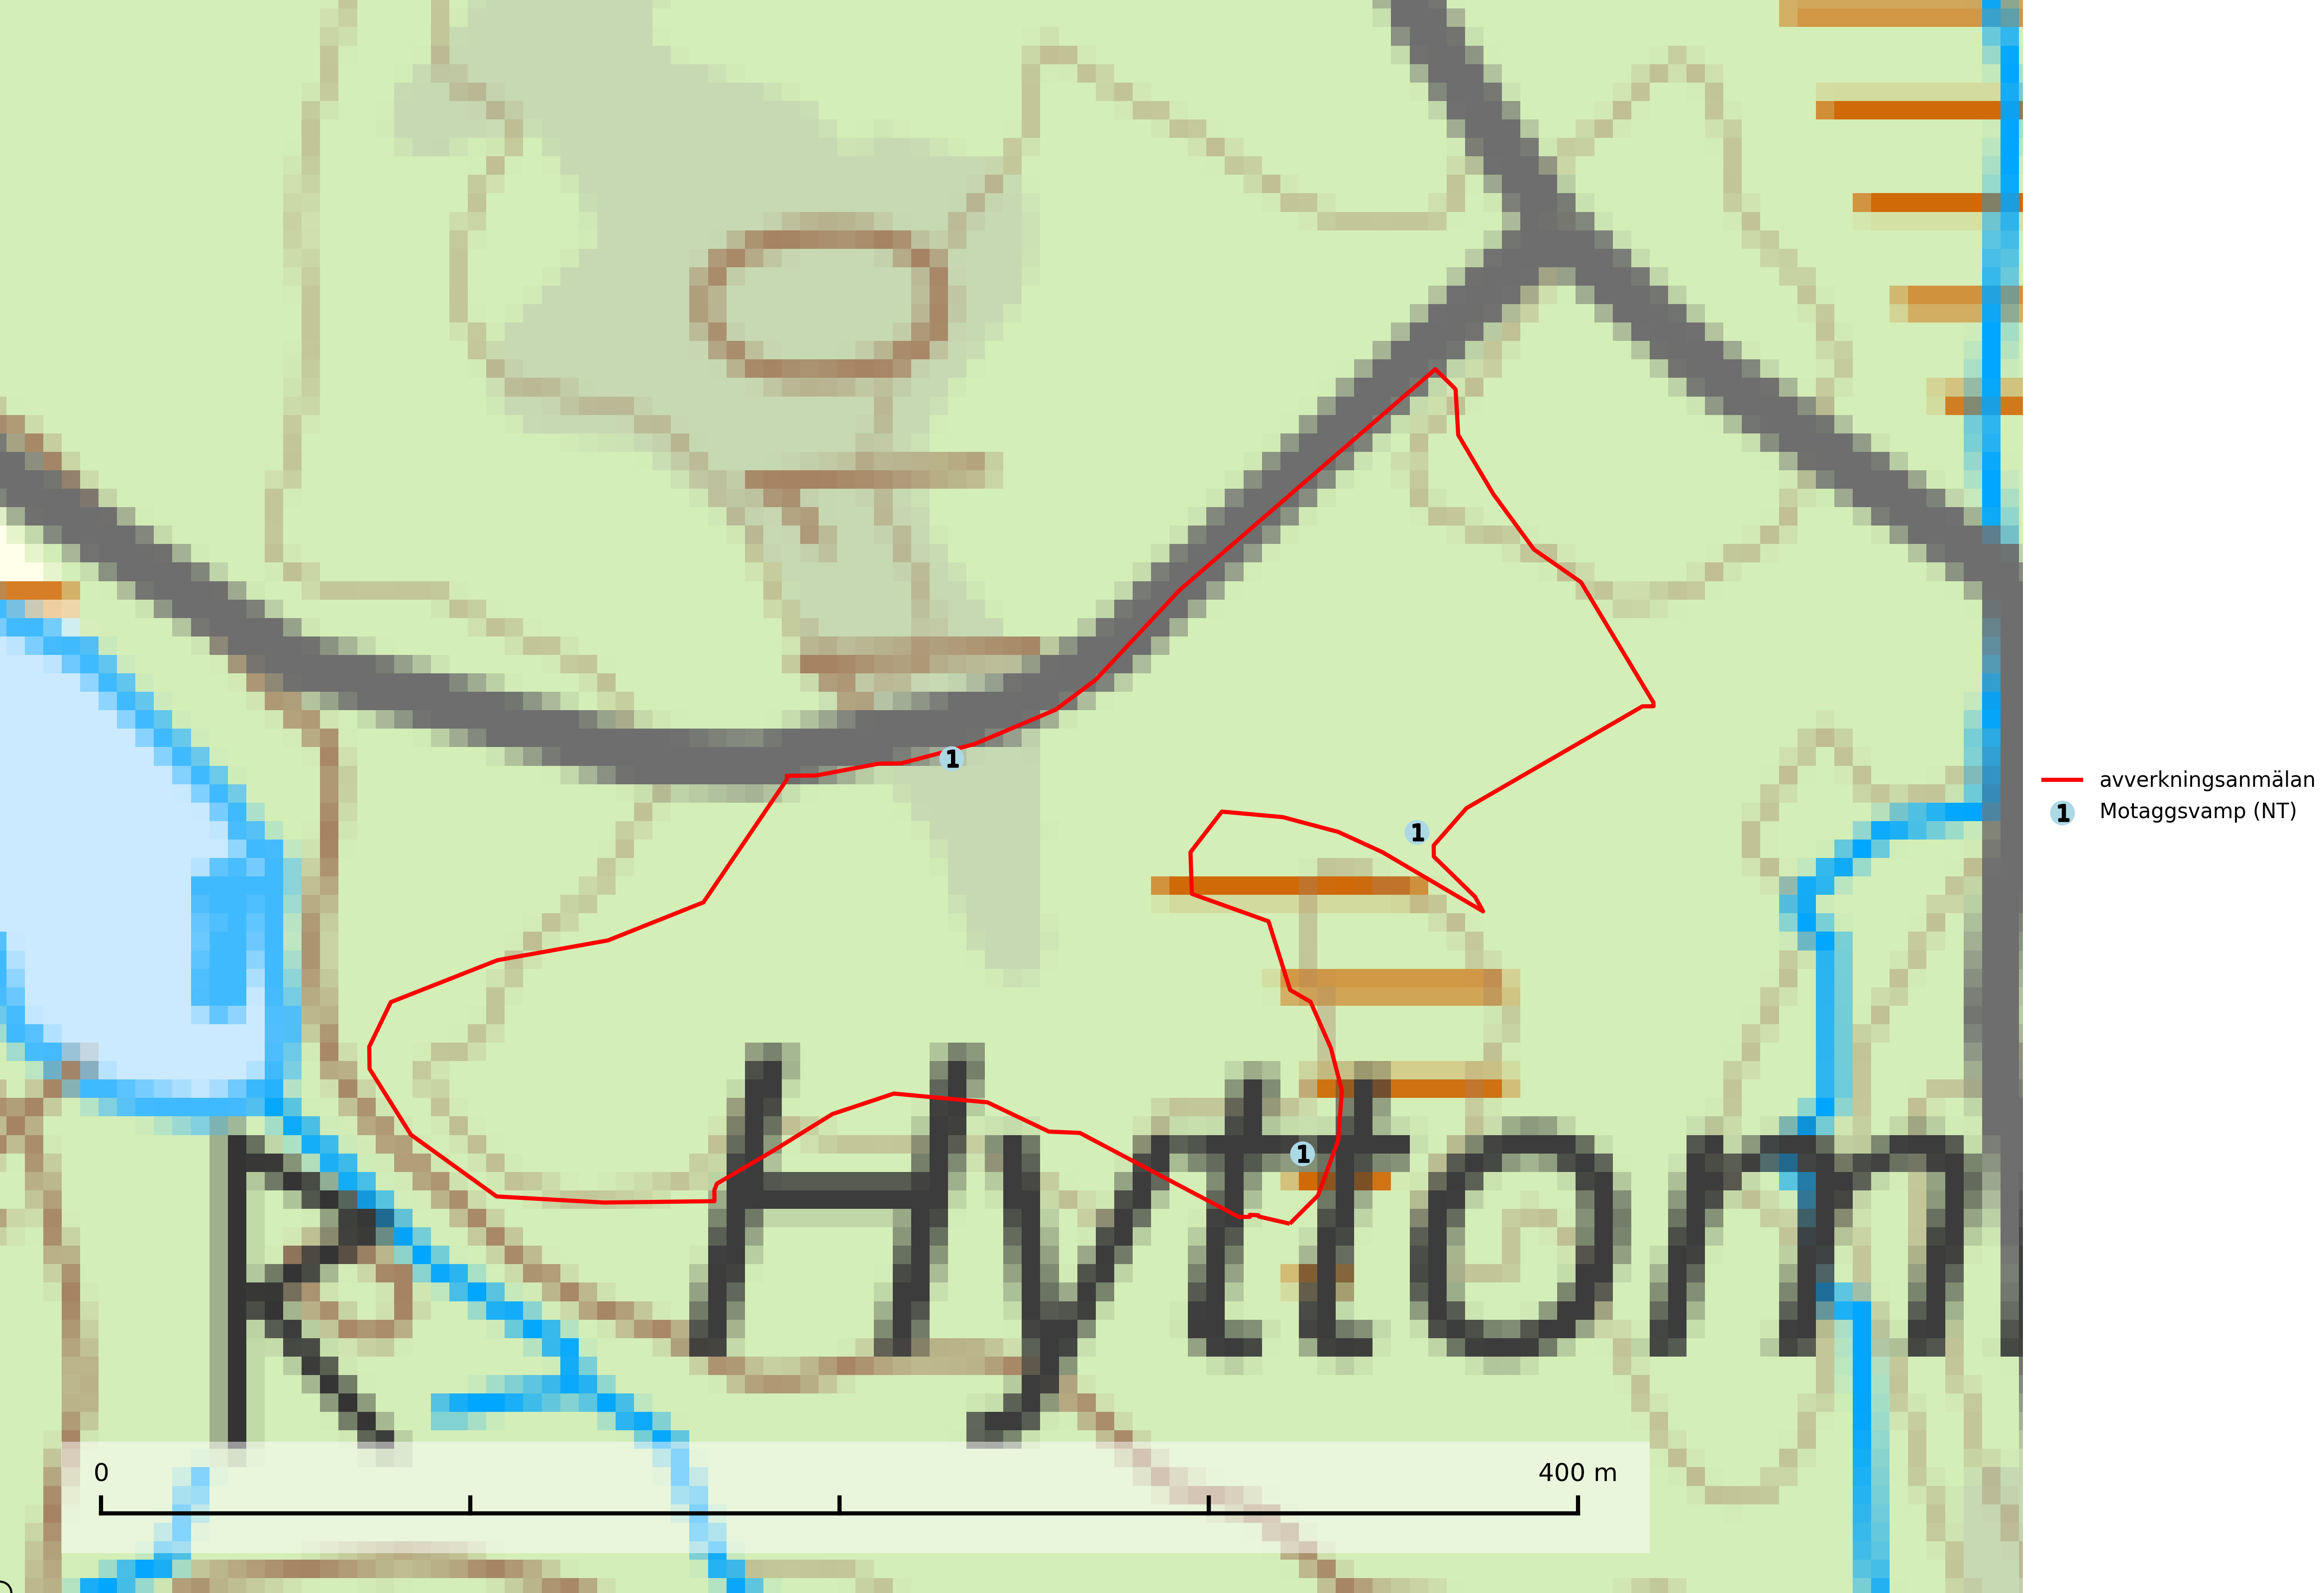 1
1
1
R
Hyttom
0
400 m
avverkningsanmälan
1 Motaggsvamp (NT)